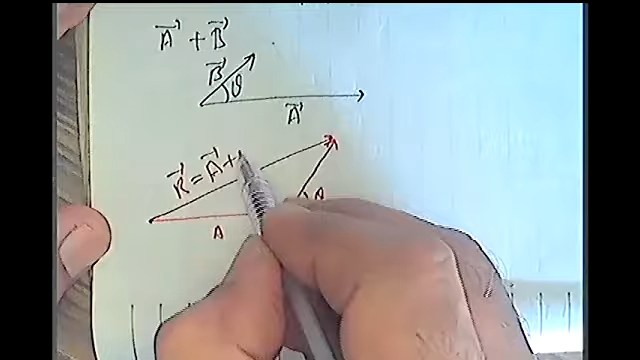 A⃗ + B⃗
B⃗
θ
A⃗
R⃗ = A⃗ +
A